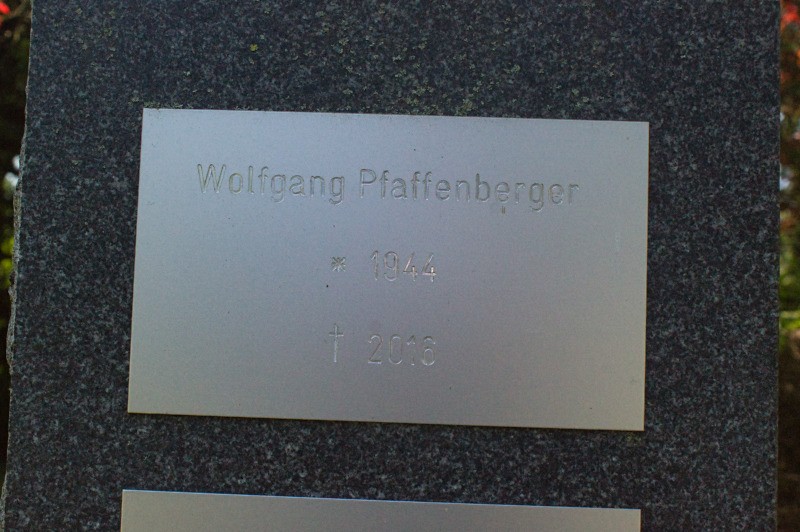 Wolfgang Pfaffenberger
* 1944
† 2016